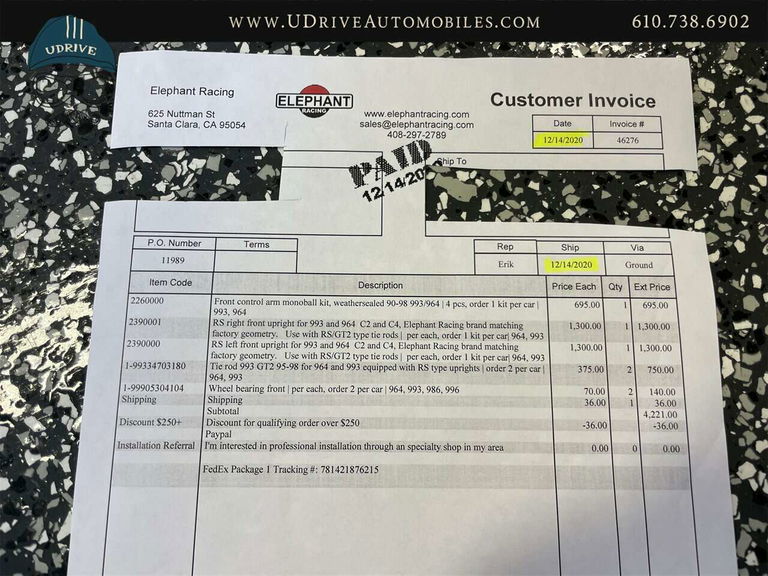 WWW.UDRIVEAUTOMOBILES.COM
610.738.6902
UDRIVE
Elephant Racing
625 Nuttman St
Santa Clara, CA 95054
ELEPHANT
RACING
www.elephantracing.com
sales@elephantracing.com
408-297-2789
Customer Invoice
Date Invoice #
12/14/2020 46276
PAID
12/14/20
Ship To
P.O. Number Terms
11989
Rep Ship Via
Erik 12/14/2020 Ground
Item Code Description Price Each Qty Ext Price
2260000 Front control arm monoball kit, weathersealed 90-98 993/964 | 4 pcs, order 1 kit per car | 695.00 1 695.00
993, 964
2390001 RS right front upright for 993 and 964 C2 and C4, Elephant Racing brand matching 1,300.00 1 1,300.00
factory geometry. Use with RS/GT2 type tie rods | per each, order 1 kit per car| 964, 993
2390000 RS left front upright for 993 and 964 C2 and C4, Elephant Racing brand matching 1,300.00 1 1,300.00
factory geometry. Use with RS/GT2 type tie rods | per each, order 1 kit per car| 964, 993
1-99334703180 Tie rod 993 GT2 95-98 for 964 and 993 equipped with RS type uprights | order 2 per car | 375.00 2 750.00
964, 993
1-99905304104 Wheel bearing front | per each, order 2 per car | 964, 993, 986, 996 70.00 2 140.00
Shipping Shipping 36.00 1 36.00
Subtotal 4,221.00
Discount $250+ Discount for qualifying order over $250 -36.00 -36.00
Paypal
Installation Referral I'm interested in professional installation through an specialty shop in my area 0.00 0 0.00
FedEx Package 1 Tracking #: 781421876215